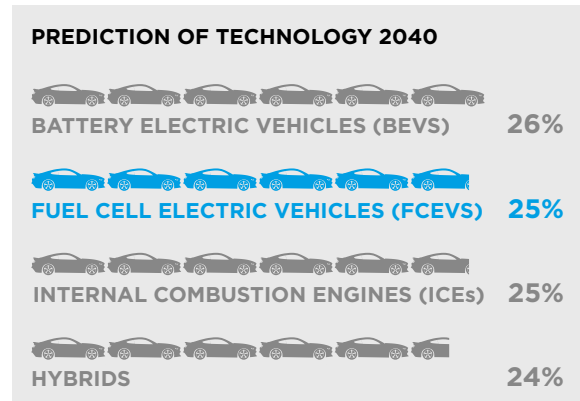 PREDICTION OF TECHNOLOGY 2040
BATTERY ELECTRIC VEHICLES (BEVS) 26%
FUEL CELL ELECTRIC VEHICLES (FCEVS) 25%
INTERNAL COMBUSTION ENGINES (ICEs) 25%
HYBRIDS 24%